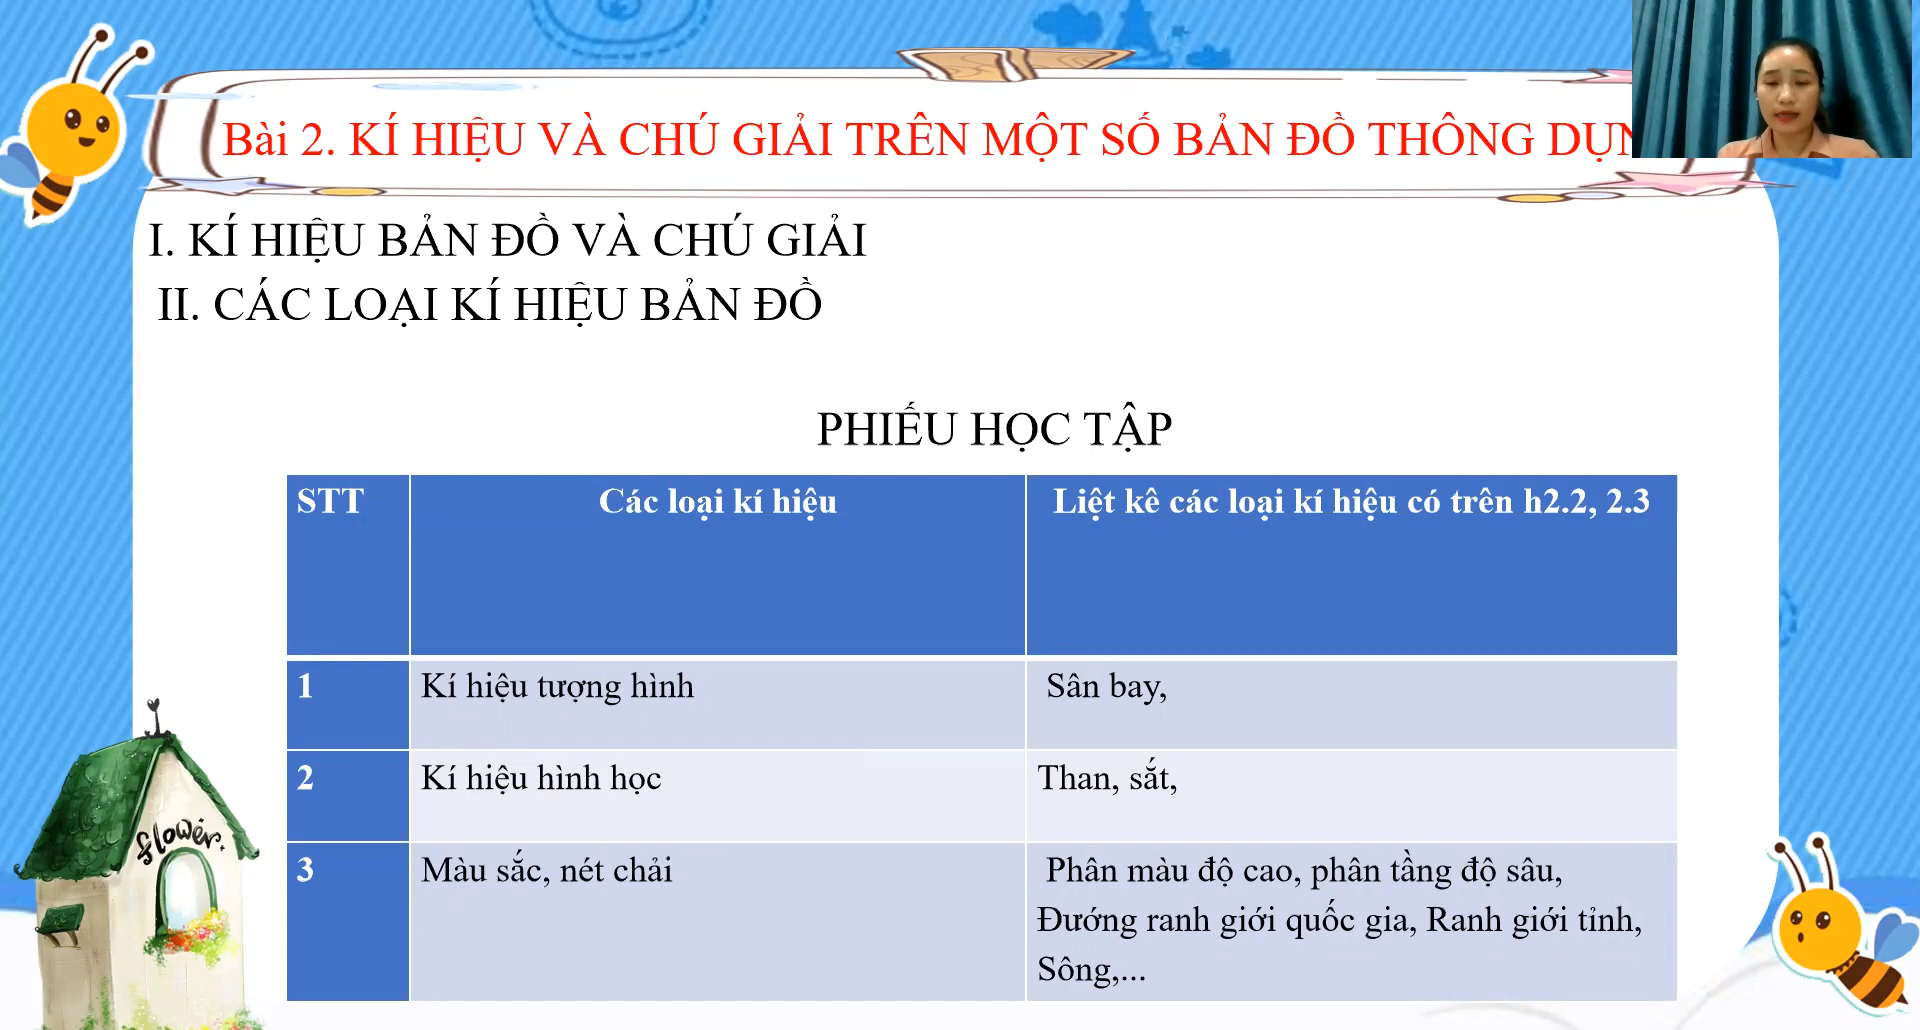 Bài 2. KÍ HIỆU VÀ CHÚ GIẢI TRÊN MỘT SỐ BẢN ĐỒ THÔNG
I. KÍ HIỆU BẢN ĐỒ VÀ CHÚ GIẢI
II. CÁC LOẠI KÍ HIỆU BẢN ĐỒ
PHIẾU HỌC TẬP
STT Các loại kí hiệu Liệt kê các loại kí hiệu có trên h2.2, 2.3
1 Kí hiệu tượng hình Sân bay,
2 Kí hiệu hình học Than, sắt,
3 Màu sắc, nét chải Phân màu độ cao, phân tầng độ sâu,
Đướng ranh giới quốc gia, Ranh giới tỉnh,
Sông,...
flower.